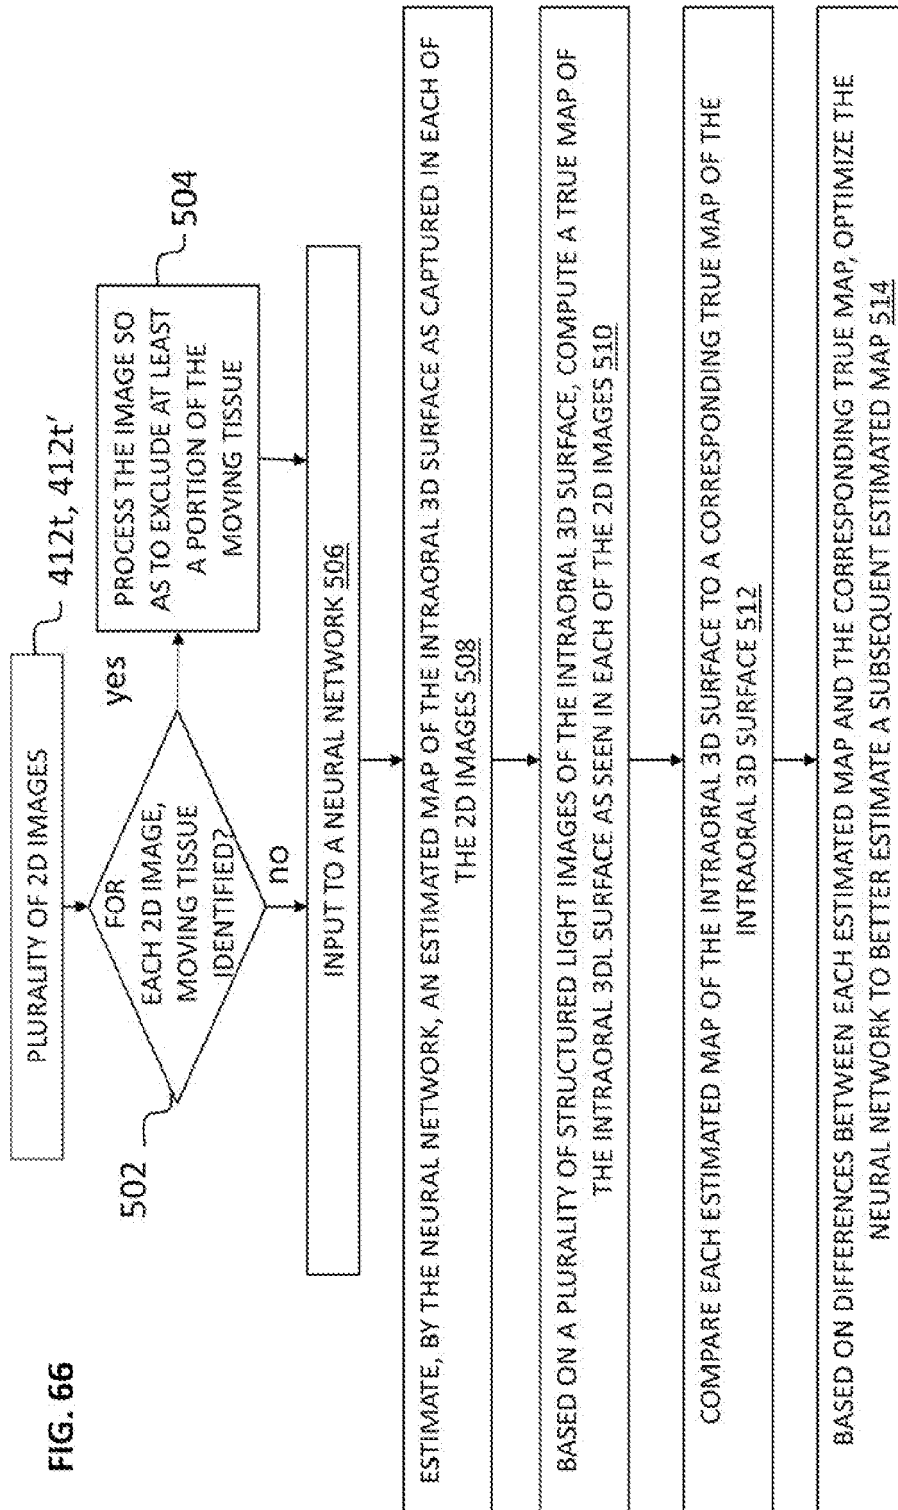 FIG. 66
PLURALITY OF 2D IMAGES
412t, 412t'
502
FOR
EACH 2D IMAGE,
MOVING TISSUE
IDENTIFIED?
yes
no
PROCESS THE IMAGE SO
AS TO EXCLUDE AT LEAST
A PORTION OF THE
MOVING TISSUE
504
INPUT TO A NEURAL NETWORK 506
ESTIMATE, BY THE NEURAL NETWORK, AN ESTIMATED MAP OF THE INTRAORAL 3D SURFACE AS CAPTURED IN EACH OF
THE 2D IMAGES 508
BASED ON A PLURALITY OF STRUCTURED LIGHT IMAGES OF THE INTRAORAL 3D SURFACE, COMPUTE A TRUE MAP OF
THE INTRAORAL 3DL SURFACE AS SEEN IN EACH OF THE 2D IMAGES 510
COMPARE EACH ESTIMATED MAP OF THE INTRAORAL 3D SURFACE TO A CORRESPONDING TRUE MAP OF THE
INTRAORAL 3D SURFACE 512
BASED ON DIFFERENCES BETWEEN EACH ESTIMATED MAP AND THE CORRESPONDING TRUE MAP, OPTIMIZE THE
NEURAL NETWORK TO BETTER ESTIMATE A SUBSEQUENT ESTIMATED MAP 514